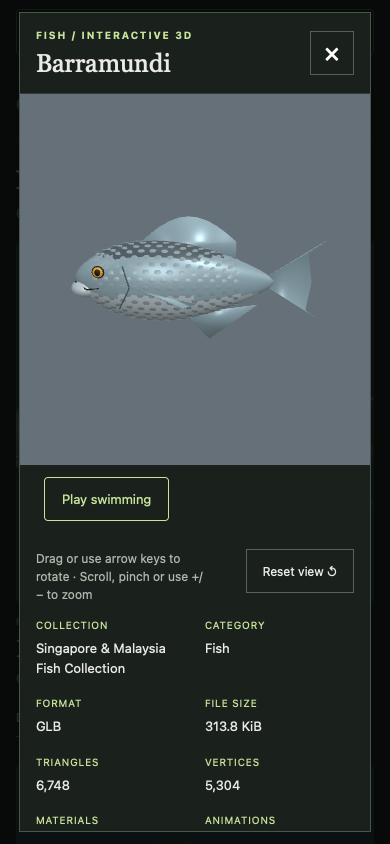 FISH / INTERACTIVE 3D
Barramundi
×
Play swimming
Drag or use arrow keys to
rotate · Scroll, pinch or use +/
− to zoom
Reset view ↺
COLLECTION
Singapore & Malaysia
Fish Collection
CATEGORY
Fish
FORMAT
GLB
FILE SIZE
313.8 KiB
TRIANGLES
6,748
VERTICES
5,304
MATERIALS
ANIMATIONS